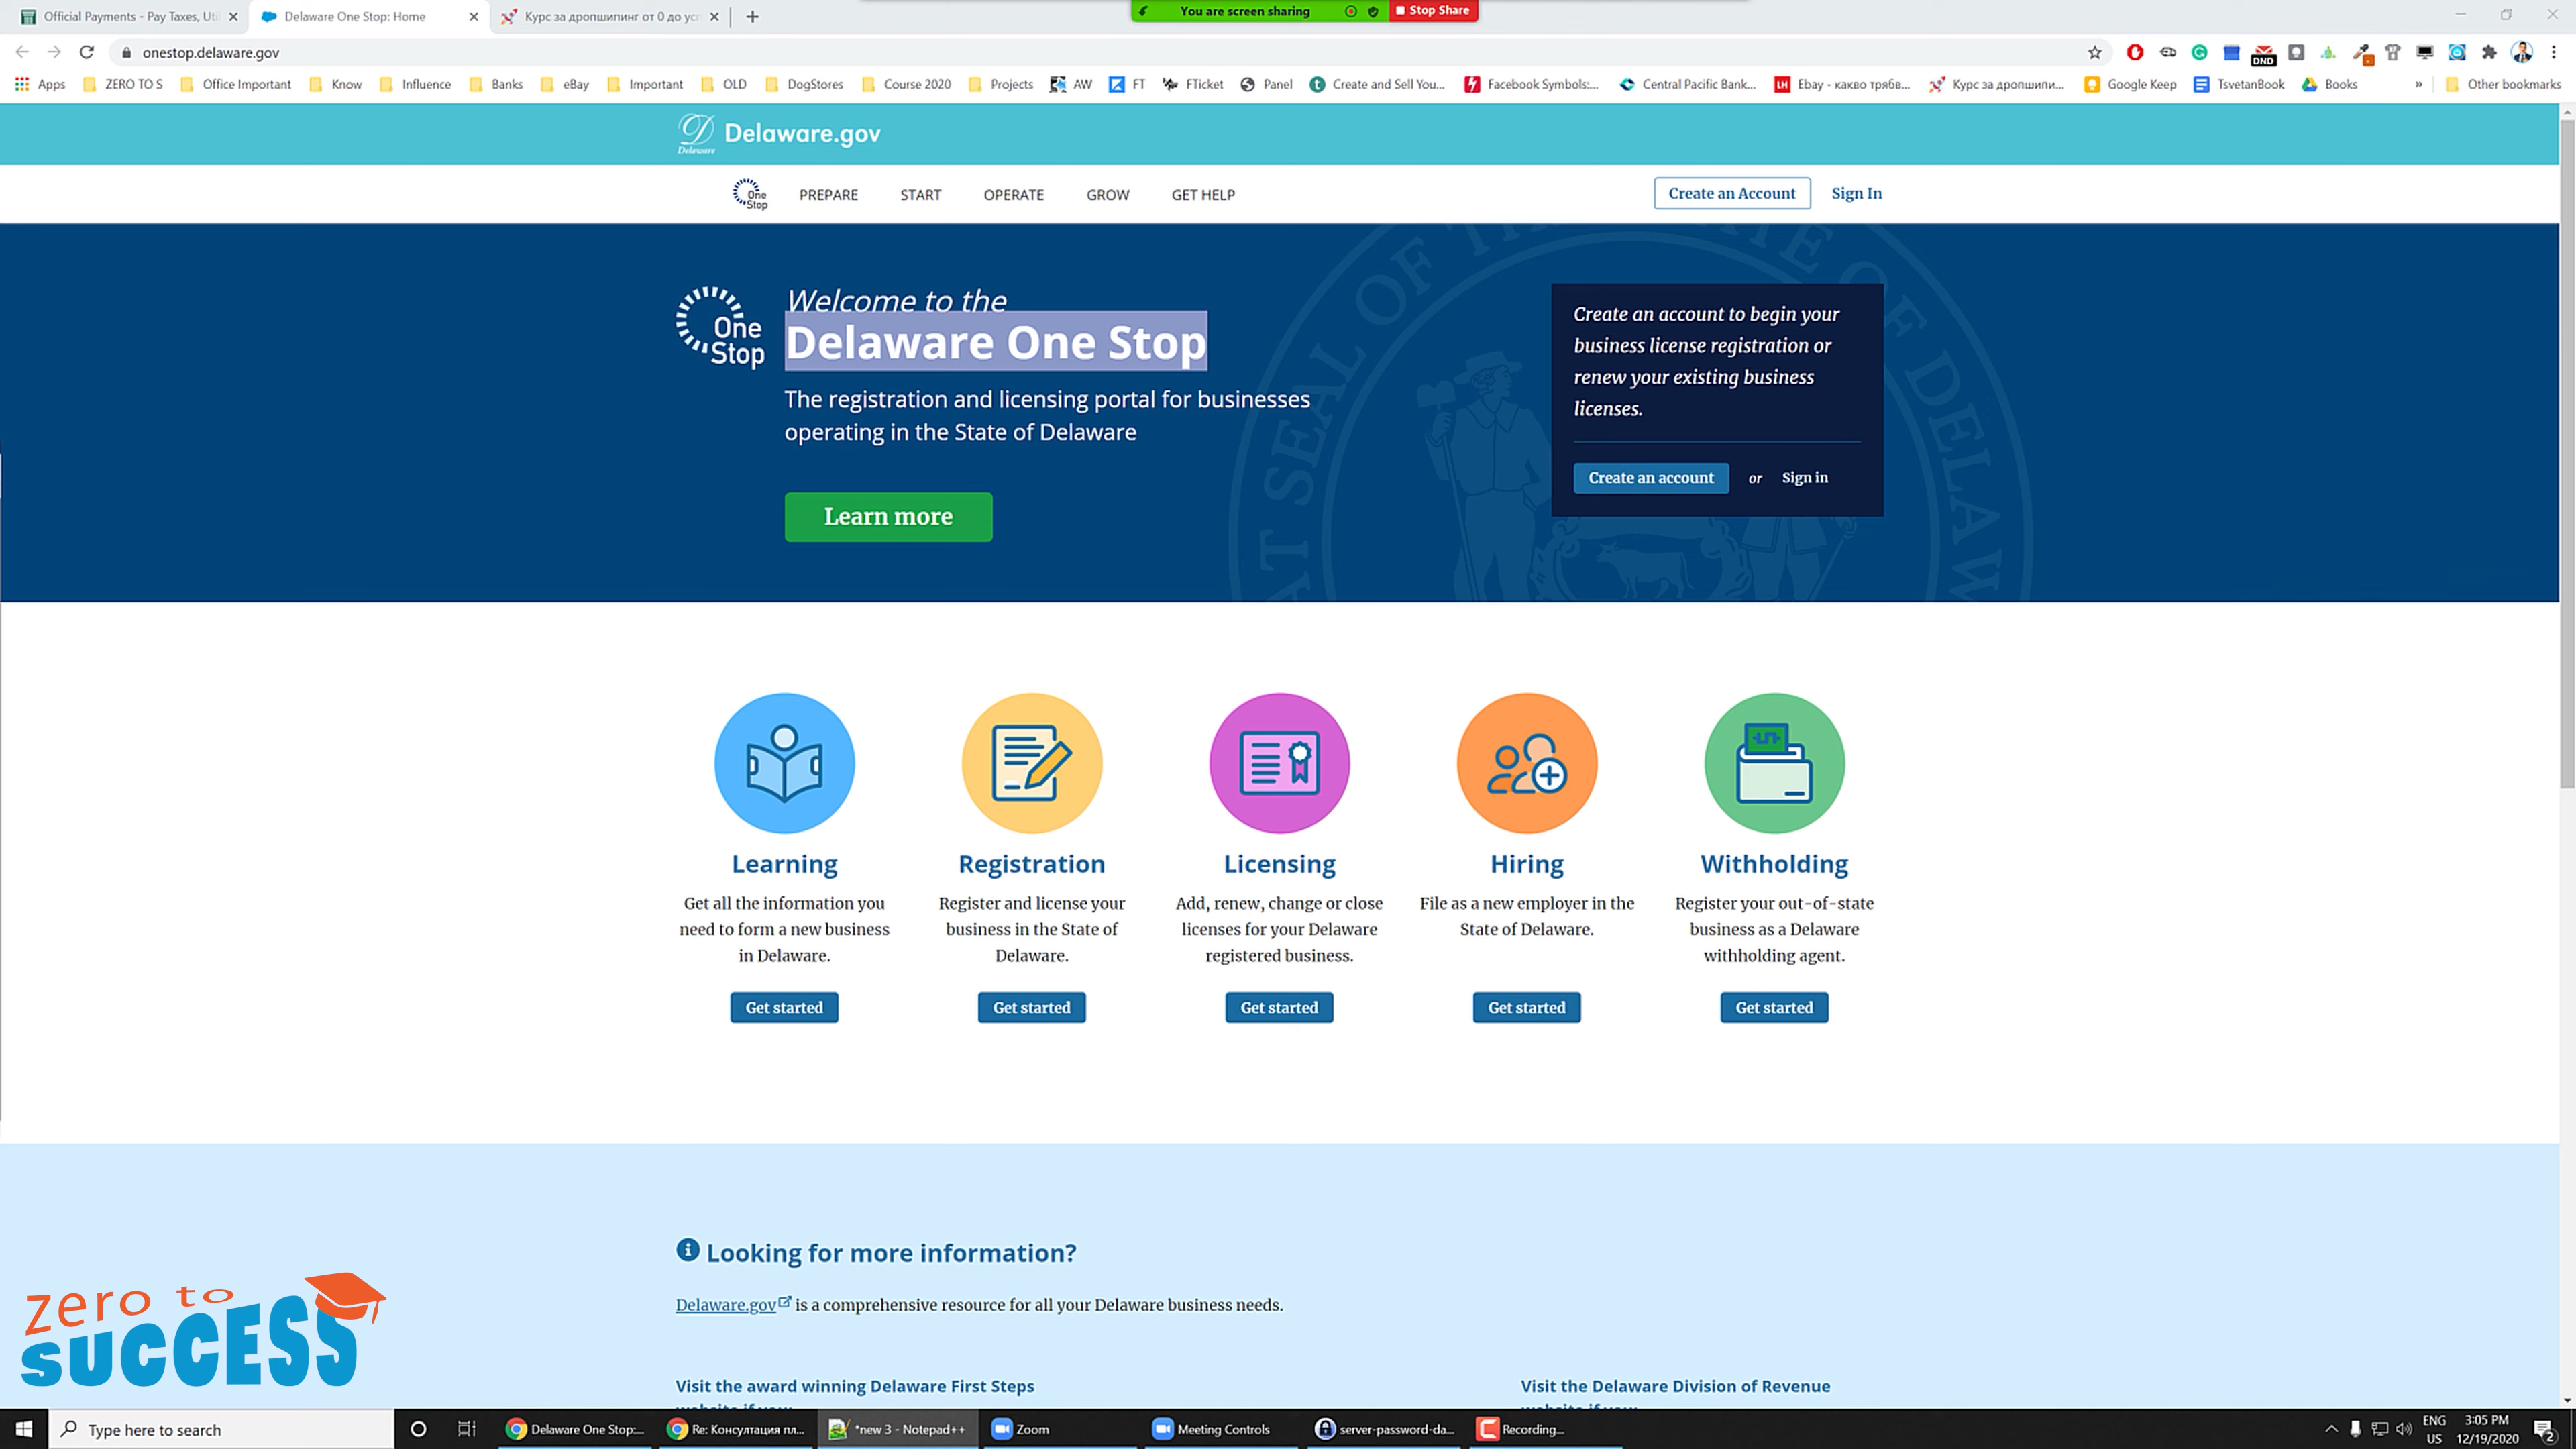 Official Payments - Pay Taxes, Uti
Delaware One Stop: Home
Курс за дропшипинг от 0 до усп
You are screen sharing
Stop Share
onestop.delaware.gov
DND
Apps
ZERO TO S
Office Important
Know
Influence
Banks
eBay
Important
OLD
DogStores
Course 2020
Projects
AW
FT
FTicket
Panel
Create and Sell You...
Facebook Symbols:...
Central Pacific Bank...
LH
Ebay - какво трябв...
Курс за дропшипи...
Google Keep
TsvetanBook
Books
»
Other bookmarks
Delaware
Delaware.gov
One Stop
PREPARE
START
OPERATE
GROW
GET HELP
Create an Account
Sign In
One
Stop
Welcome to the
Delaware One Stop
The registration and licensing portal for businesses
operating in the State of Delaware
Learn more
Create an account to begin your
business license registration or
renew your existing business
licenses.
Create an account or Sign in
Learning
Get all the information you
need to form a new business
in Delaware.
Get started
Registration
Register and license your
business in the State of
Delaware.
Get started
Licensing
Add, renew, change or close
licenses for your Delaware
registered business.
Get started
Hiring
File as a new employer in the
State of Delaware.
Get started
Withholding
Register your out-of-state
business as a Delaware
withholding agent.
Get started
Looking for more information?
Delaware.gov is a comprehensive resource for all your Delaware business needs.
Visit the award winning Delaware First Steps
website if you:
Visit the Delaware Division of Revenue
website if you:
zero to
SUCCESS
Type here to search
Delaware One Stop:...
Re: Консултация пл...
*new 3 - Notepad++
Zoom
Meeting Controls
server-password-da...
Recording...
ENG
US
3:05 PM
12/19/2020
2